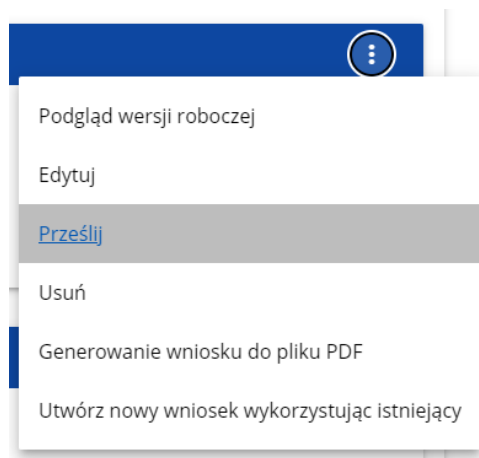 Podgląd wersji roboczej
Edytuj
Prześlij
Usuń
Generowanie wniosku do pliku PDF
Utwórz nowy wniosek wykorzystując istniejący